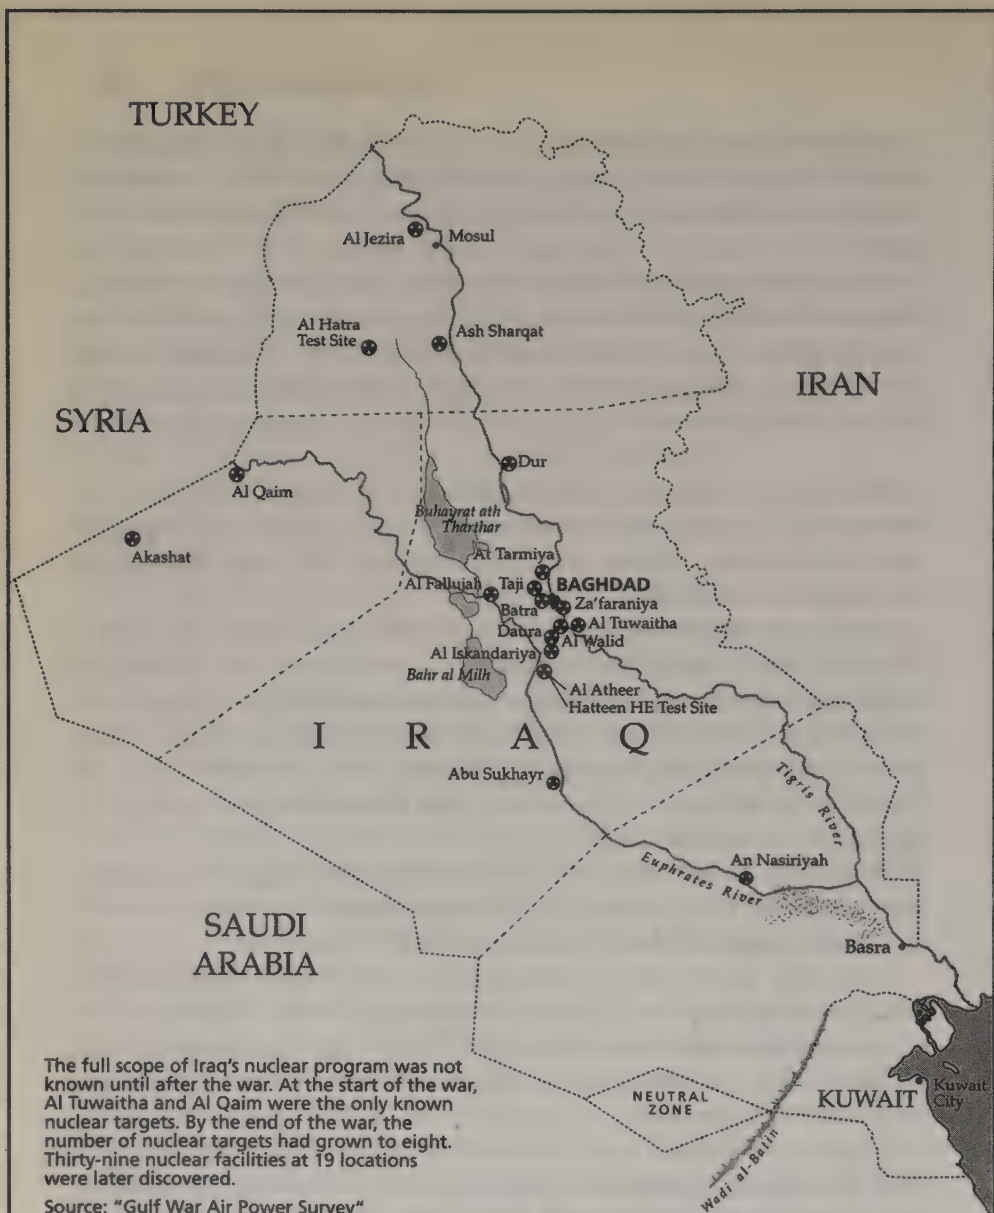 TURKEY
Al Jezira
Mosul
Al Hatra
Test Site
Ash Sharqat
IRAN
SYRIA
Dur
Al Qaim
Buhayrat ath
Tharthar
Akashat
At Tarmiya
Al Fallujah
Taji
BAGHDAD
Batra
Za'faraniya
Daura
Al Tuwaitha
Al Walid
Al Iskandariya
Bahr al Milh
Al Atheer
Hatteen HE Test Site
I R A Q
Abu Sukhayr
Tigris River
An Nasiriyah
Euphrates River
SAUDI
ARABIA
Basra
The full scope of Iraq's nuclear program was not
known until after the war. At the start of the war,
Al Tuwaitha and Al Qaim were the only known
nuclear targets. By the end of the war, the
number of nuclear targets had grown to eight.
Thirty-nine nuclear facilities at 19 locations
were later discovered.
Source: "Gulf War Air Power Survey"
NEUTRAL
ZONE
KUWAIT
Kuwait
City
Wadi al-Batin